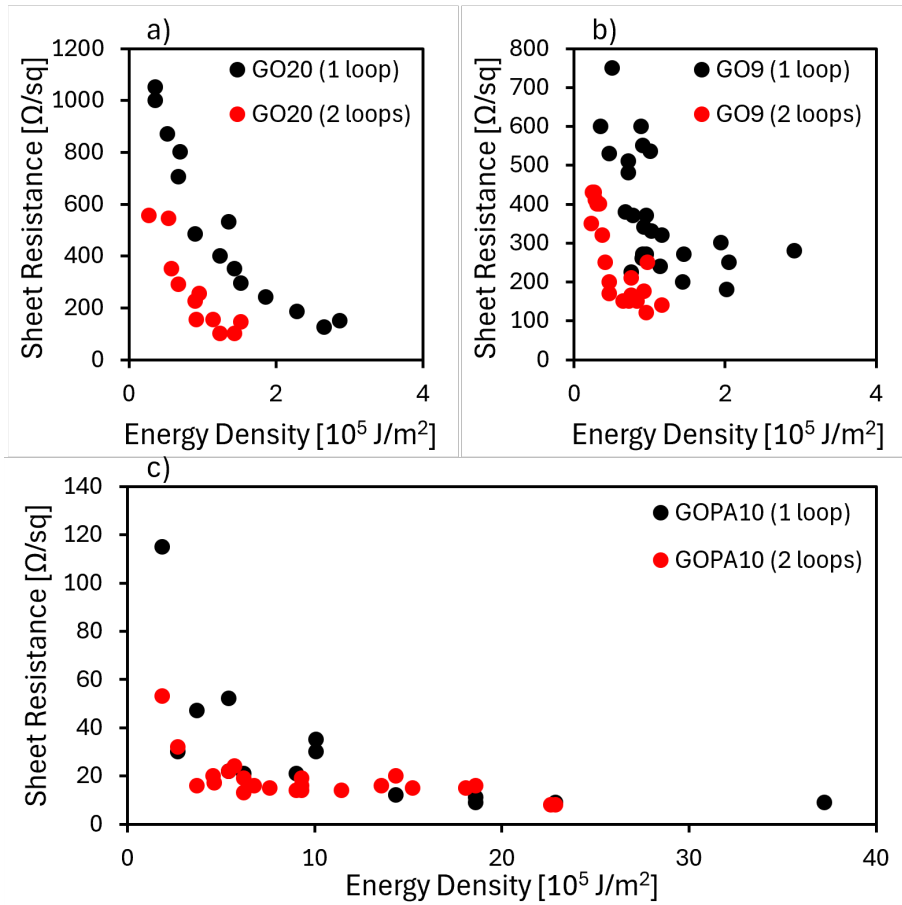 a)
1200
1000
800
600
400
200
0
0
2
4
Sheet Resistance [Ω/sq]
Energy Density [10⁵ J/m²]
GO20 (1 loop)
GO20 (2 loops)
b)
800
700
600
500
400
300
200
100
0
0
2
4
Sheet Resistance [Ω/sq]
Energy Density [10⁵ J/m²]
GO9 (1 loop)
GO9 (2 loops)
c)
140
120
100
80
60
40
20
0
0
10
20
30
40
Sheet Resistance [Ω/sq]
Energy Density [10⁵ J/m²]
GOPA10 (1 loop)
GOPA10 (2 loops)